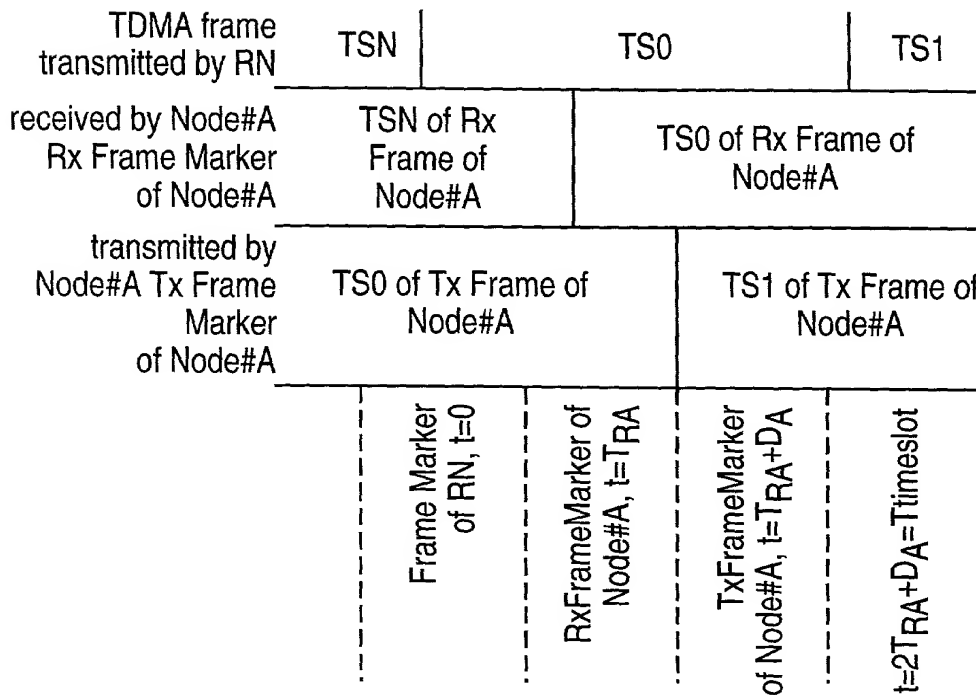 TDMA frame
transmitted by RN
TSN
TS0
TS1
received by Node#A
Rx Frame Marker
of Node#A
TSN of Rx
Frame of
Node#A
TS0 of Rx Frame of
Node#A
transmitted by
Node#A Tx Frame
Marker
of Node#A
TS0 of Tx Frame of
Node#A
TS1 of Tx Frame of
Node#A
Frame Marker
of RN, t=0
RxFrameMarker of
Node#A, t=TRA
TxFrameMarker
of Node#A, t=TRA+DA
t=2TRA+DA=Ttimeslot